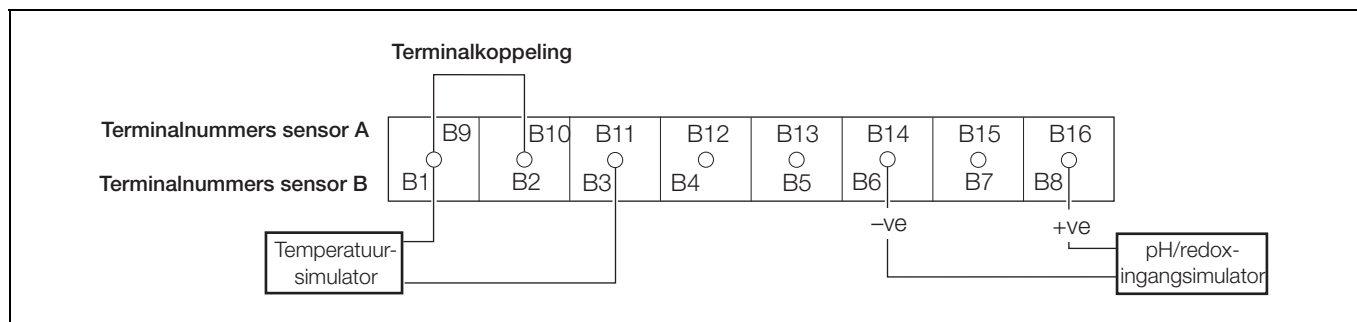 Terminalkoppeling
Terminalnummers sensor A
B9 B10 B11 B12 B13 B14 B15 B16
Terminalnummers sensor B
B1 B2 B3 B4 B5 B6 B7 B8
–ve +ve
Temperatuur-
simulator
pH/redox-
ingangsimulator